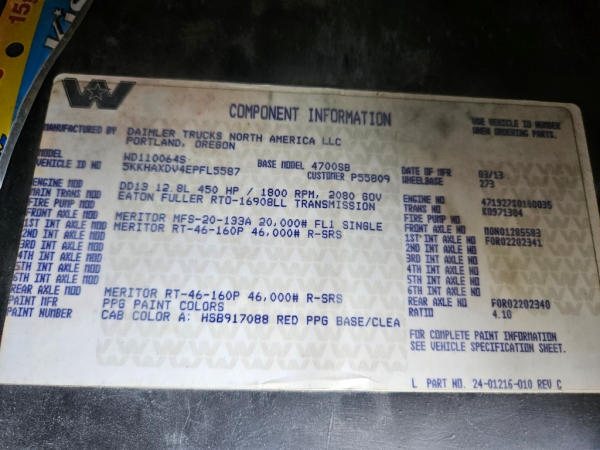 159
Kis
W
COMPONENT INFORMATION
USE VEHICLE ID NUMBER
WHEN ORDERING PARTS.
MANUFACTURED BY DAIMLER TRUCKS NORTH AMERICA LLC
PORTLAND, OREGON
MODEL WD110064S BASE MODEL 4700SB DATE OF MFR 03/13
VEHICLE ID NO 5KKHAXDV4EPFL5587 CUSTOMER P55809 WHEELBASE 273
ENGINE MOD DD13 12.8L 450 HP / 1800 RPM, 2080 GOV ENGINE NO 471927S0180035
MAIN TRANS MOD EATON FULLER RTO-16908LL TRANSMISSION TRANS NO K0971384
FIRE PUMP MOD FIRE PUMP NO
FRONT AXLE MOD MERITOR MFS-20-133A 20,000# FL1 SINGLE FRONT AXLE NO MON01285583
1ST INT AXLE MOD MERITOR RT-46-160P 46,000# R-SRS 1ST INT AXLE NO FOR02202341
2ND INT AXLE MOD 2ND INT AXLE NO
3RD INT AXLE MOD 3RD INT AXLE NO
4TH INT AXLE MOD 4TH INT AXLE NO
5TH INT AXLE MOD 5TH INT AXLE NO
6TH INT AXLE MOD 6TH INT AXLE NO
REAR AXLE MOD MERITOR RT-46-160P 46,000# R-SRS REAR AXLE NO FOR02202340
PAINT MFR PPG PAINT COLORS RATIO 4.10
PAINT NUMBER CAB COLOR A: HSB917088 RED PPG BASE/CLEA
FOR COMPLETE PAINT INFORMATION
SEE VEHICLE SPECIFICATION SHEET.
L PART NO. 24-01216-010 REV C